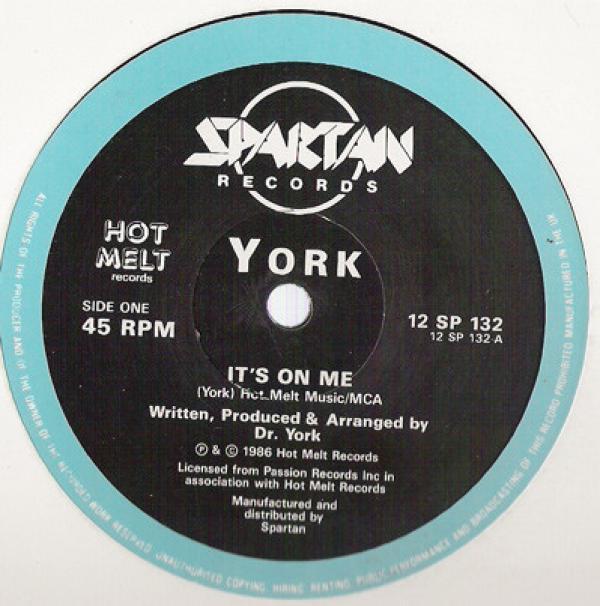 SPARTAN
RECORDS
HOT
MELT
records
YORK
SIDE ONE
45 RPM
12 SP 132
12 SP 132-A
IT'S ON ME
(York) Hot Melt Music/MCA
Written, Produced & Arranged by
Dr. York
℗ & © 1986 Hot Melt Records
Licensed from Passion Records Inc in
association with Hot Melt Records
Manufactured and
distributed by
Spartan
ALL RIGHTS OF THE PRODUCER AND OF THE OWNER OF THE RECORDED WORK RESERVED UNAUTHORISED COPYING, HIRING, RENTING, PUBLIC PERFORMANCE AND BROADCASTING OF THIS RECORD PROHIBITED MANUFACTURED IN THE UK